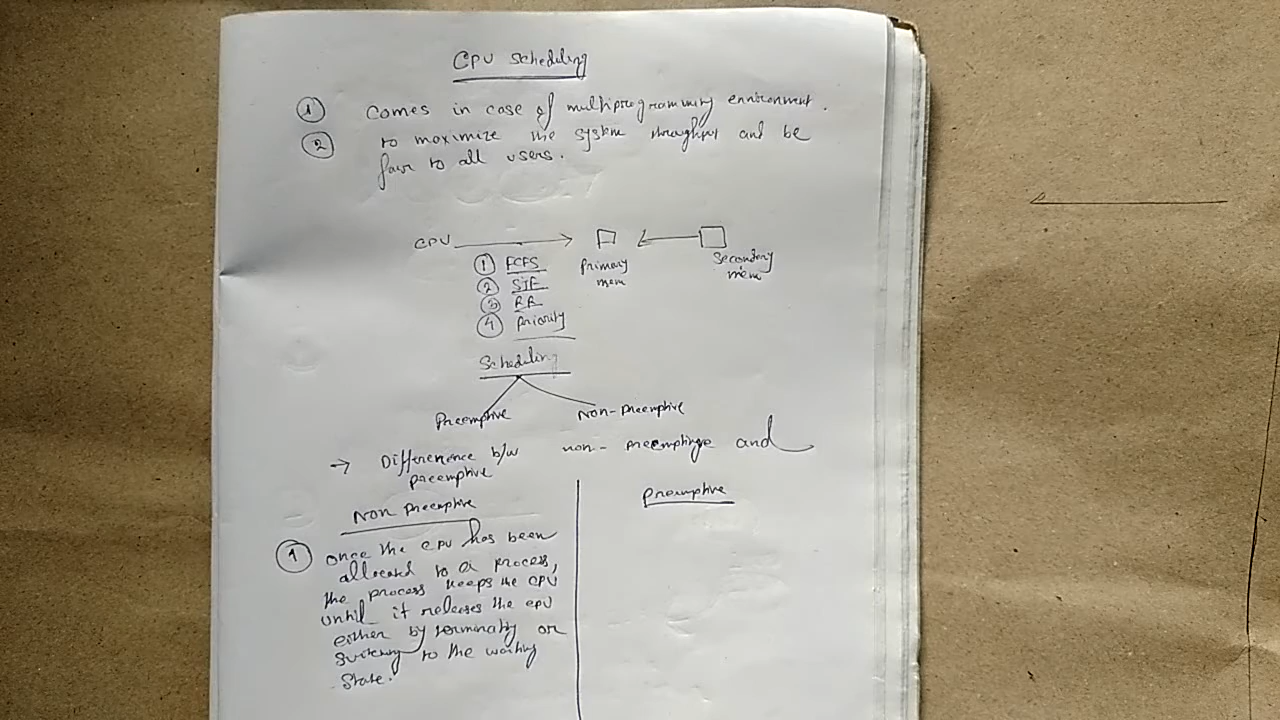 CPU Scheduling
① Comes in case of multiprogramming environment.
② to maximize the system throughput and be
fair to all users.
CPU
① FCFS
② SJF
③ RR
④ Priority
Primary
mem
Secondary
mem
Scheduling
Preemptive
Non-Preemptive
→ Difference b/w non-preemptive and
preemptive
Non Preemptive
Preemptive
① Once the CPU has been
allocated to a process,
the process keeps the CPU
until it releases the CPU
either by terminating or
switching to the waiting
state.